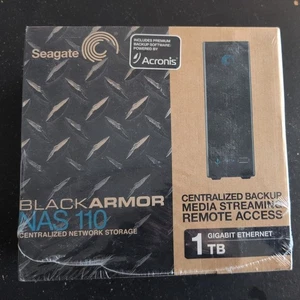 Seagate
INCLUDES PREMIUM
BACKUP SOFTWARE
POWERED BY
Acronis
BLACKARMOR
NAS 110
CENTRALIZED NETWORK STORAGE
CENTRALIZED BACKUP
MEDIA STREAMING
REMOTE ACCESS
GIGABIT ETHERNET
1
TB